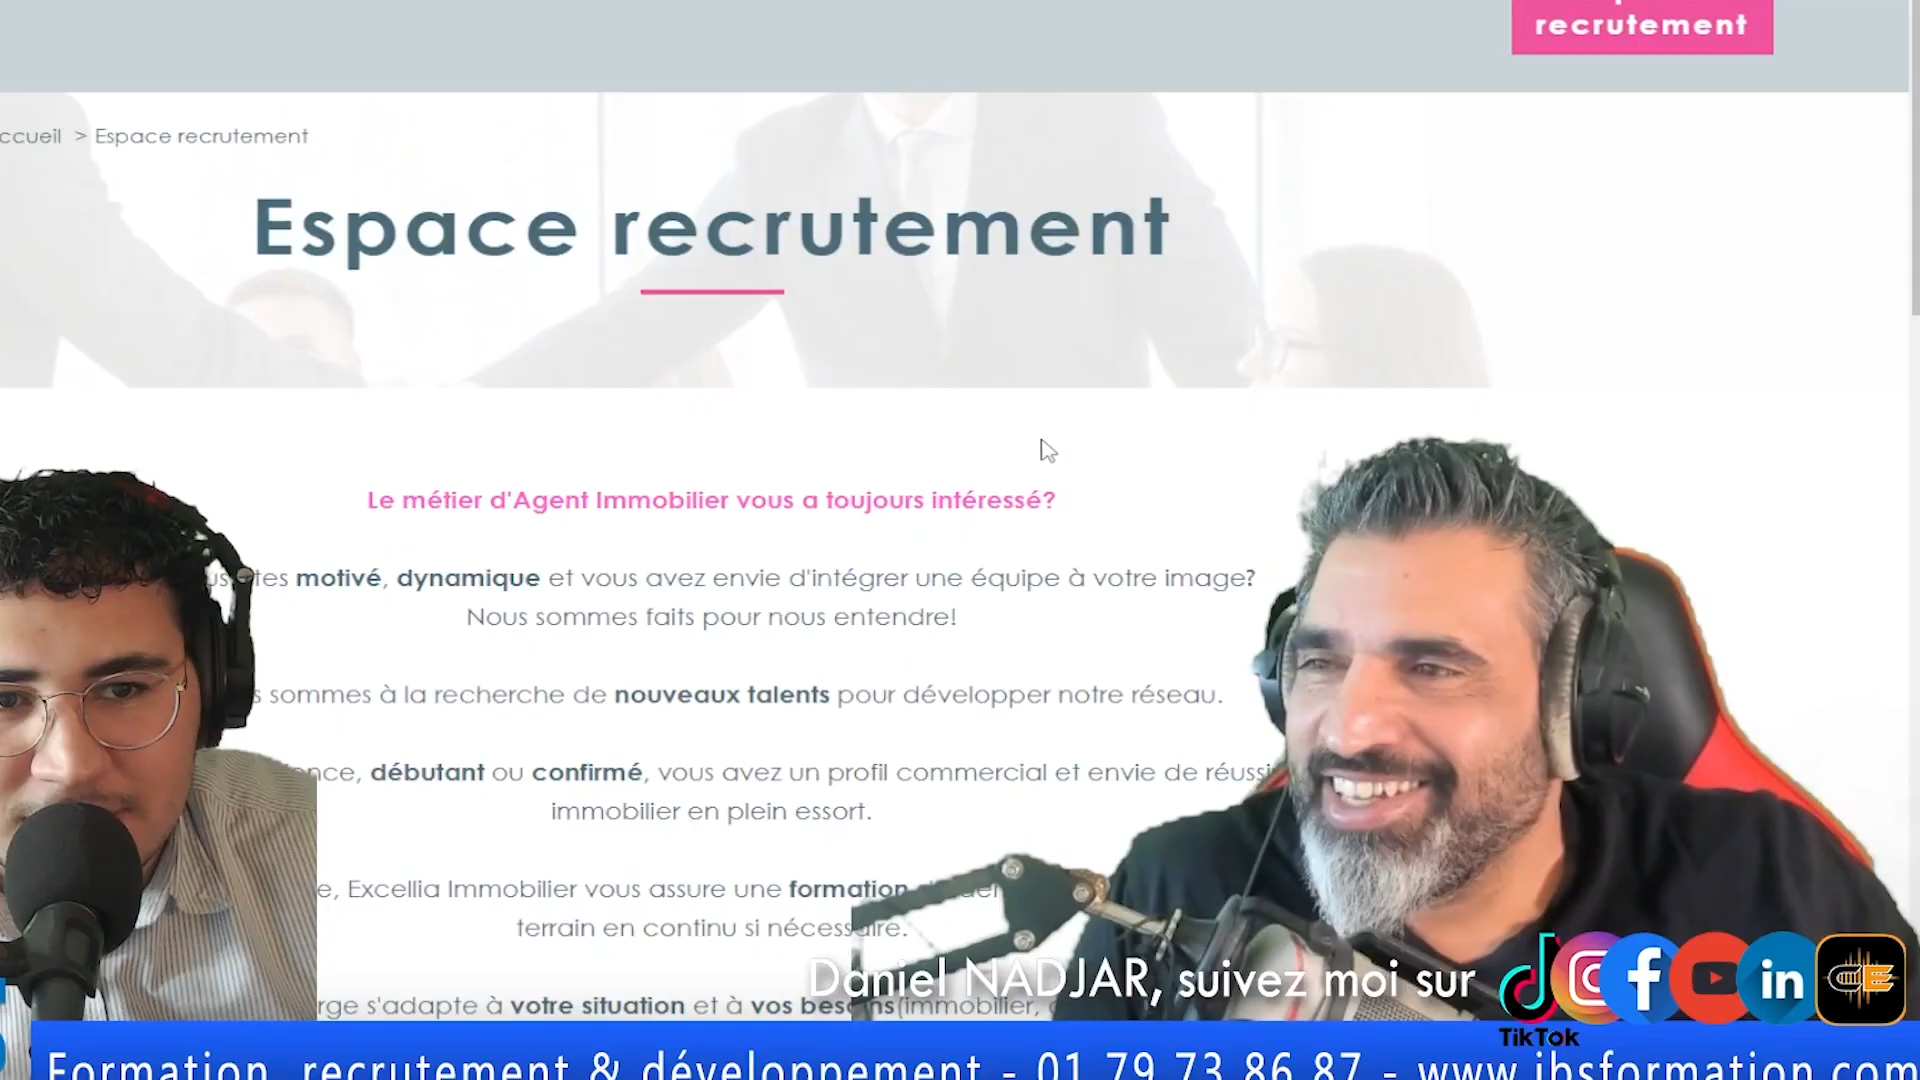 recrutement
ccueil > Espace recrutement
Espace recrutement
Le métier d'Agent Immobilier vous a toujours intéressé?
tes motivé, dynamique et vous avez envie d'intégrer une équipe à votre image?
Nous sommes faits pour nous entendre!
s sommes à la recherche de nouveaux talents pour développer notre réseau.
nce, débutant ou confirmé, vous avez un profil commercial et envie de réussi
immobilier en plein essort.
e, Excellia Immobilier vous assure une formation
terrain en continu si nécessaire.
Daniel NADJAR, suivez moi sur
rge s'adapte à votre situation et à vos besoins(immobilier,
TikTok
in
CE
Formation, recrutement & développement - 01 79 73 86 87 - www.ibsformation.com